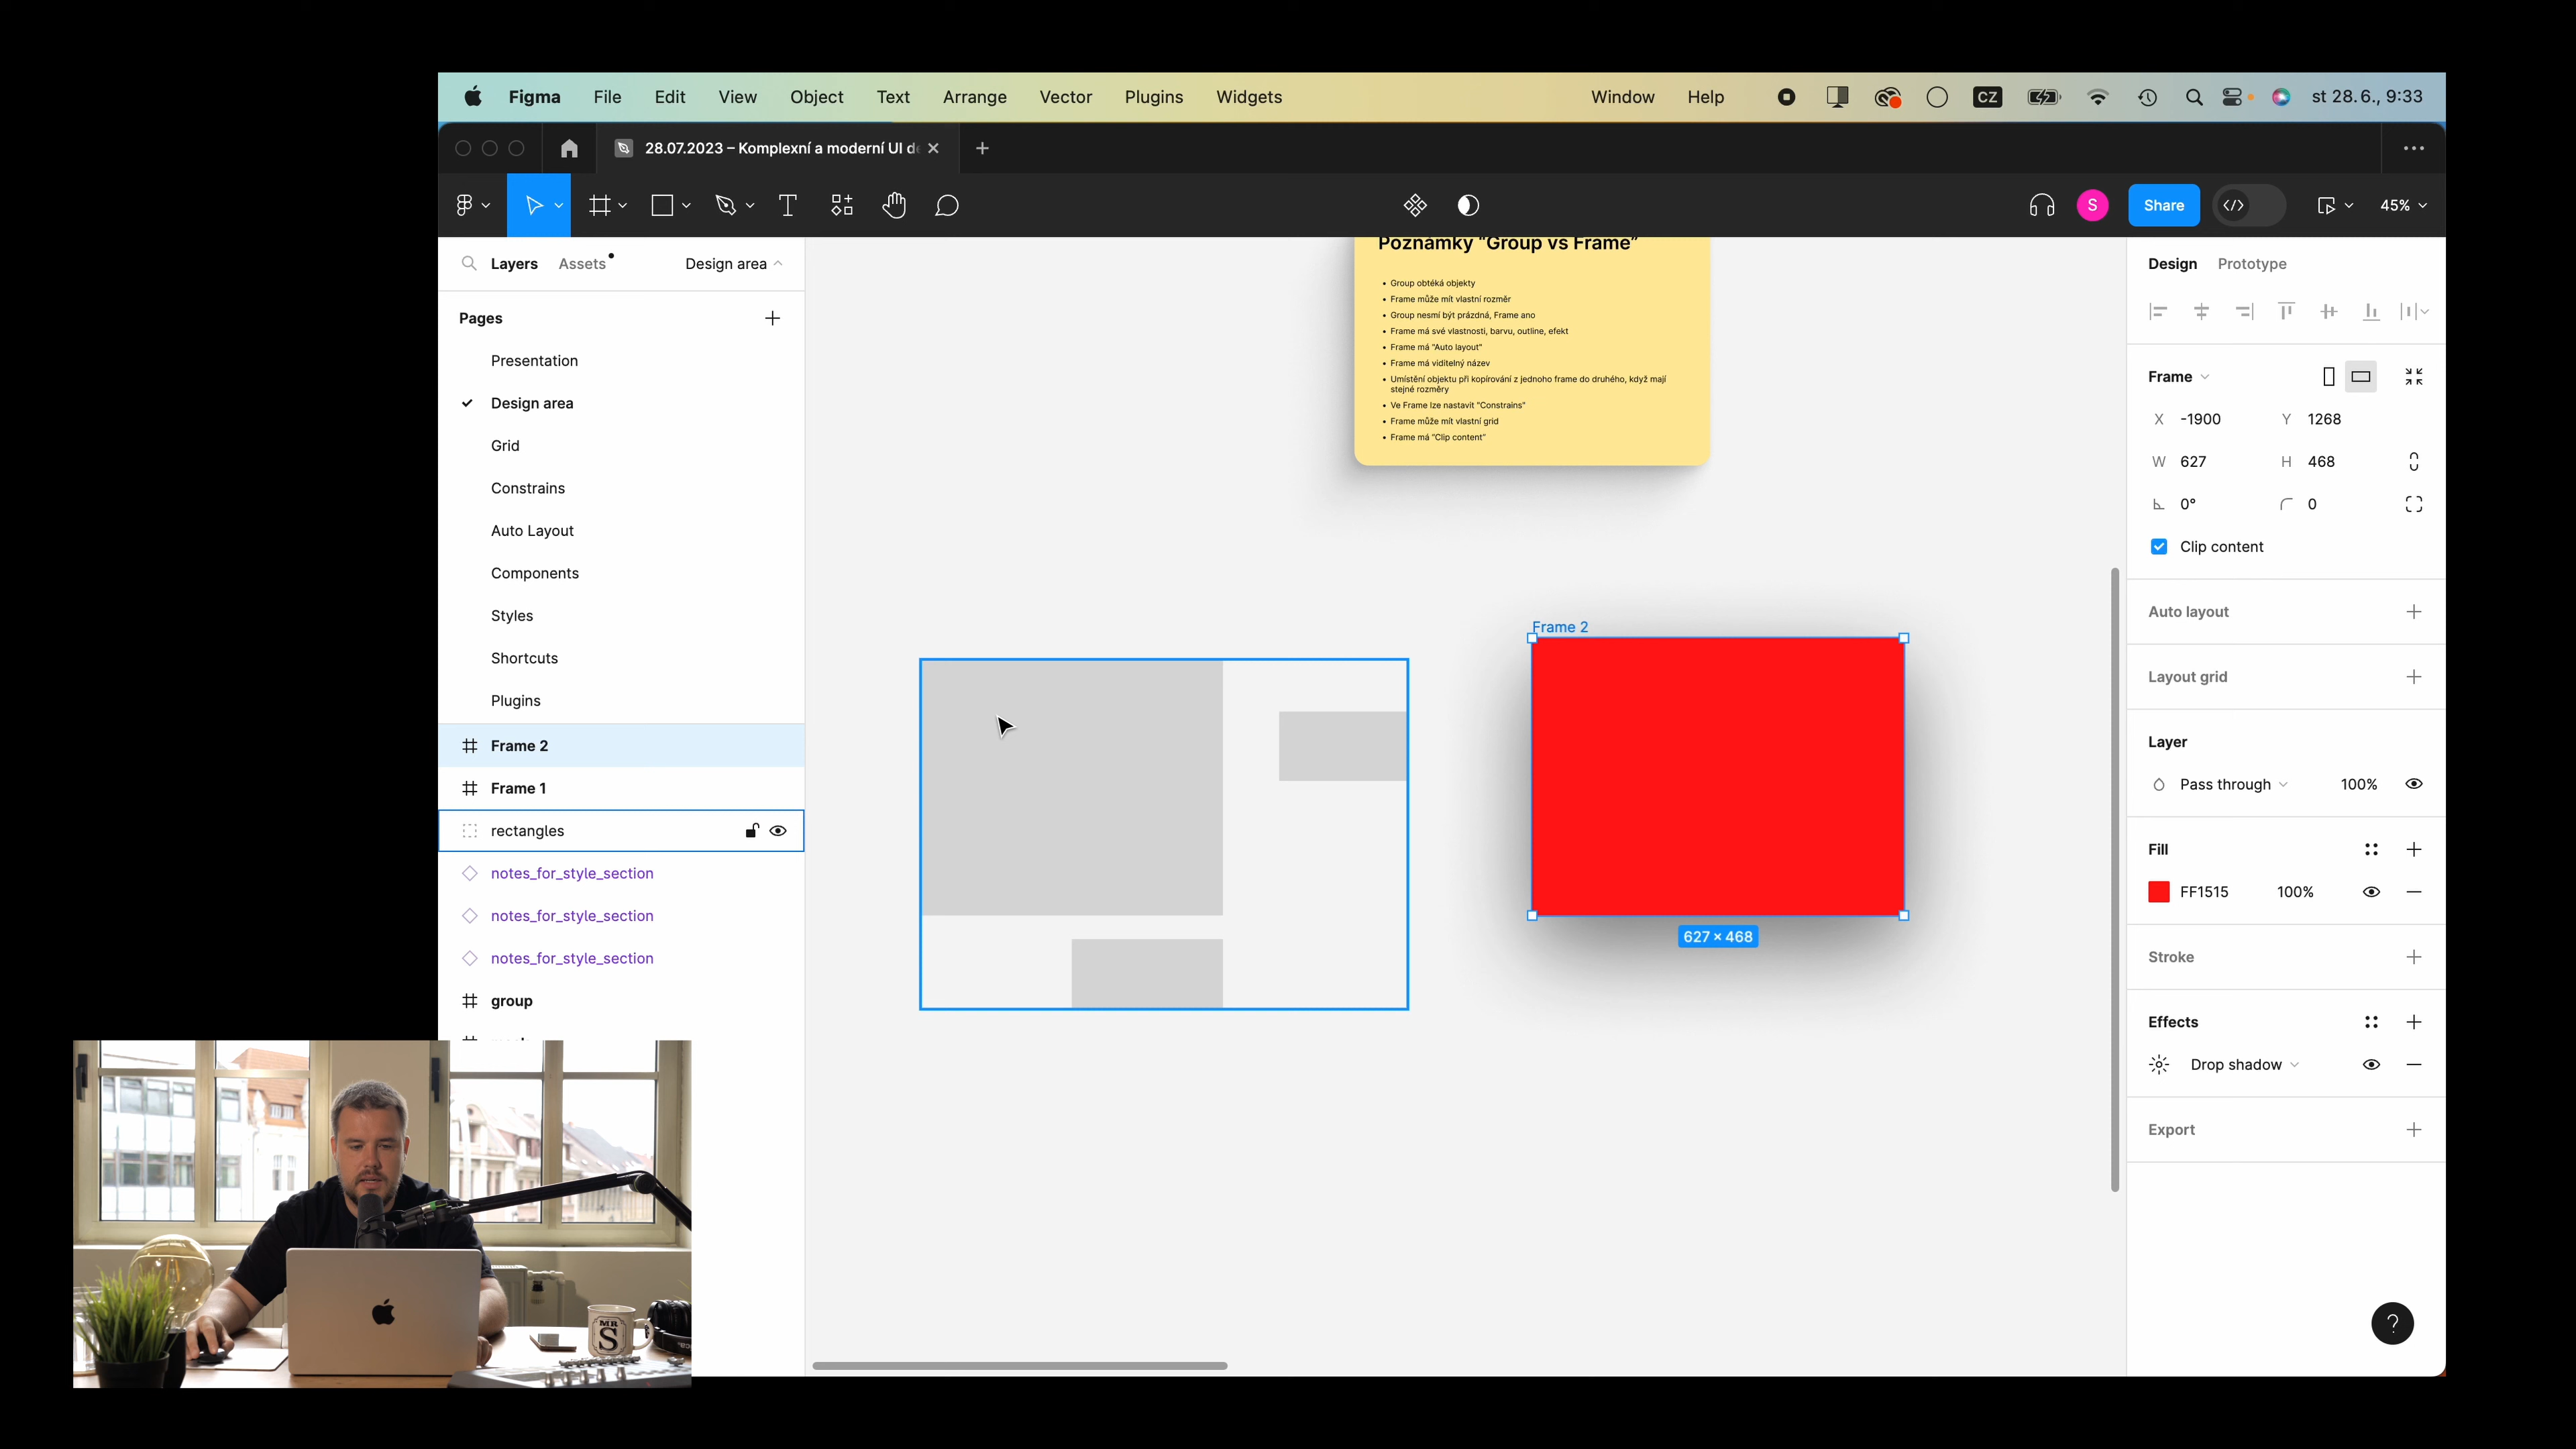 Figma File Edit View Object Text Arrange Vector Plugins Widgets Window Help CZ st 28. 6., 9:33
28.07.2023 – Komplexní a moderní UI de
S Share 45%
Layers Assets Design area
Pages
Presentation
Design area
Grid
Constrains
Auto Layout
Components
Styles
Shortcuts
Plugins
Frame 2
Frame 1
rectangles
notes_for_style_section
notes_for_style_section
notes_for_style_section
group
Poznámky "Group vs Frame"
• Group obtéká objekty
• Frame může mít vlastní rozměr
• Group nesmí být prázdná, Frame ano
• Frame má své vlastnosti, barvu, outline, efekt
• Frame má "Auto layout"
• Frame má viditelný název
• Umístění objektu při kopírování z jednoho frame do druhého, když mají
stejné rozměry
• Ve Frame lze nastavit "Constrains"
• Frame může mít vlastní grid
• Frame má "Clip content"
Frame 2
627 × 468
Design Prototype
Frame
X -1900 Y 1268
W 627 H 468
0° 0
Clip content
Auto layout
Layout grid
Layer
Pass through 100%
Fill
FF1515 100%
Stroke
Effects
Drop shadow
Export
?
MR
S